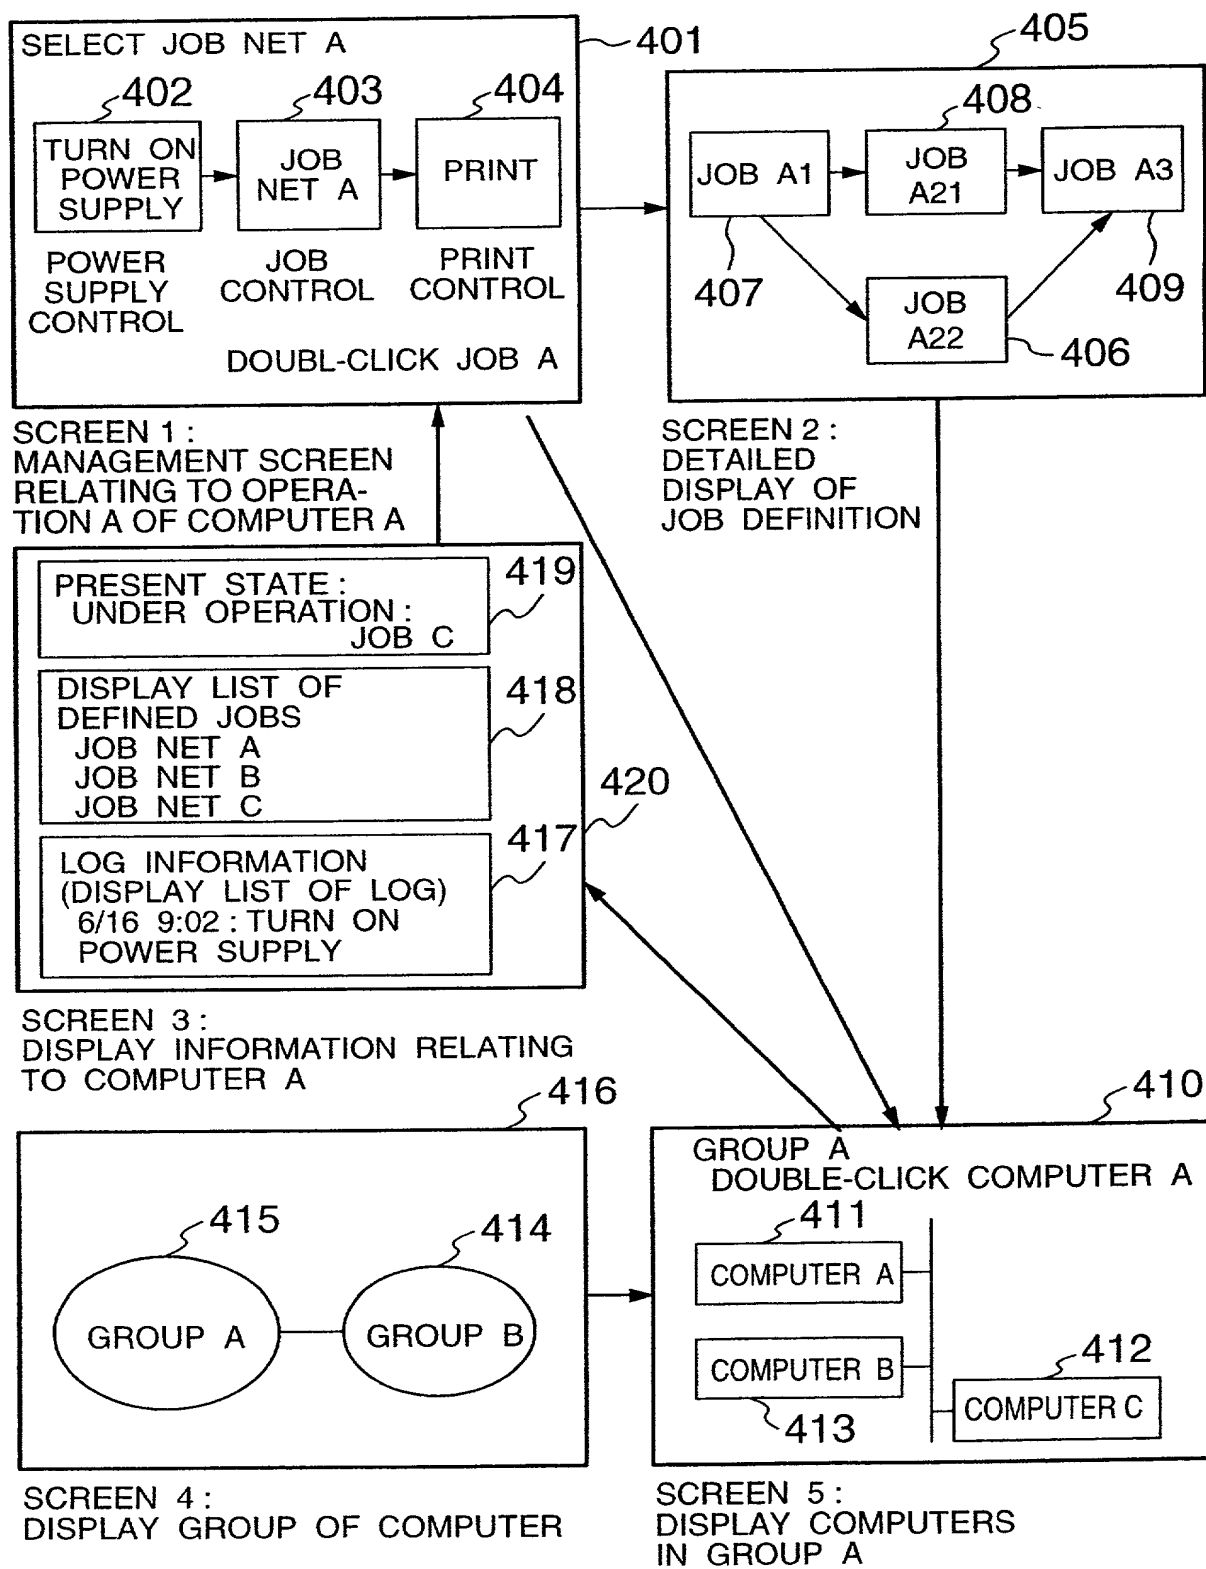 SELECT JOB NET A
401
402
403
404
TURN ON
POWER
SUPPLY
JOB
NET A
PRINT
POWER
SUPPLY
CONTROL
JOB
CONTROL
PRINT
CONTROL
DOUBL-CLICK JOB A
SCREEN 1 :
MANAGEMENT SCREEN
RELATING TO OPERA-
TION A OF COMPUTER A
405
408
JOB A1
JOB
A21
JOB A3
407
409
JOB
A22
406
SCREEN 2 :
DETAILED
DISPLAY OF
JOB DEFINITION
PRESENT STATE :
UNDER OPERATION :
JOB C
419
DISPLAY LIST OF
DEFINED JOBS
JOB NET A
JOB NET B
JOB NET C
418
420
417
LOG INFORMATION
(DISPLAY LIST OF LOG)
6/16 9:02 : TURN ON
POWER SUPPLY
SCREEN 3 :
DISPLAY INFORMATION RELATING
TO COMPUTER A
416
415
414
GROUP A
GROUP B
SCREEN 4 :
DISPLAY GROUP OF COMPUTER
410
GROUP A
DOUBLE-CLICK COMPUTER A
411
COMPUTER A
COMPUTER B
413
412
COMPUTER C
SCREEN 5 :
DISPLAY COMPUTERS
IN GROUP A